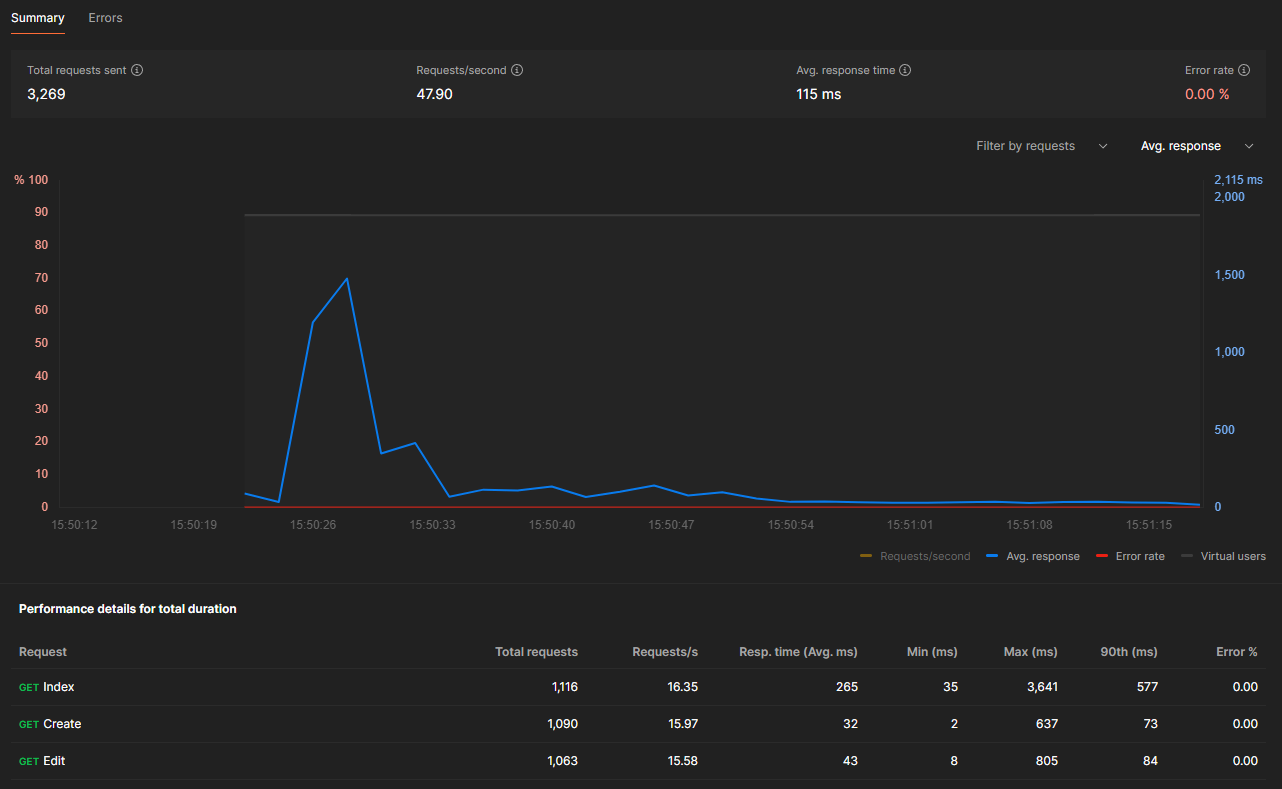 Summary Errors
Total requests sent Requests/second Avg. response time Error rate
3,269 47.90 115 ms 0.00 %
Filter by requests Avg. response
% 100 2,115 ms
2,000
90
80
70 1,500
60
50 1,000
40
30
20 500
10
0 0
15:50:12 15:50:19 15:50:26 15:50:33 15:50:40 15:50:47 15:50:54 15:51:01 15:51:08 15:51:15
Requests/second Avg. response Error rate Virtual users
Performance details for total duration
Request Total requests Requests/s Resp. time (Avg. ms) Min (ms) Max (ms) 90th (ms) Error %
GET Index 1,116 16.35 265 35 3,641 577 0.00
GET Create 1,090 15.97 32 2 637 73 0.00
GET Edit 1,063 15.58 43 8 805 84 0.00